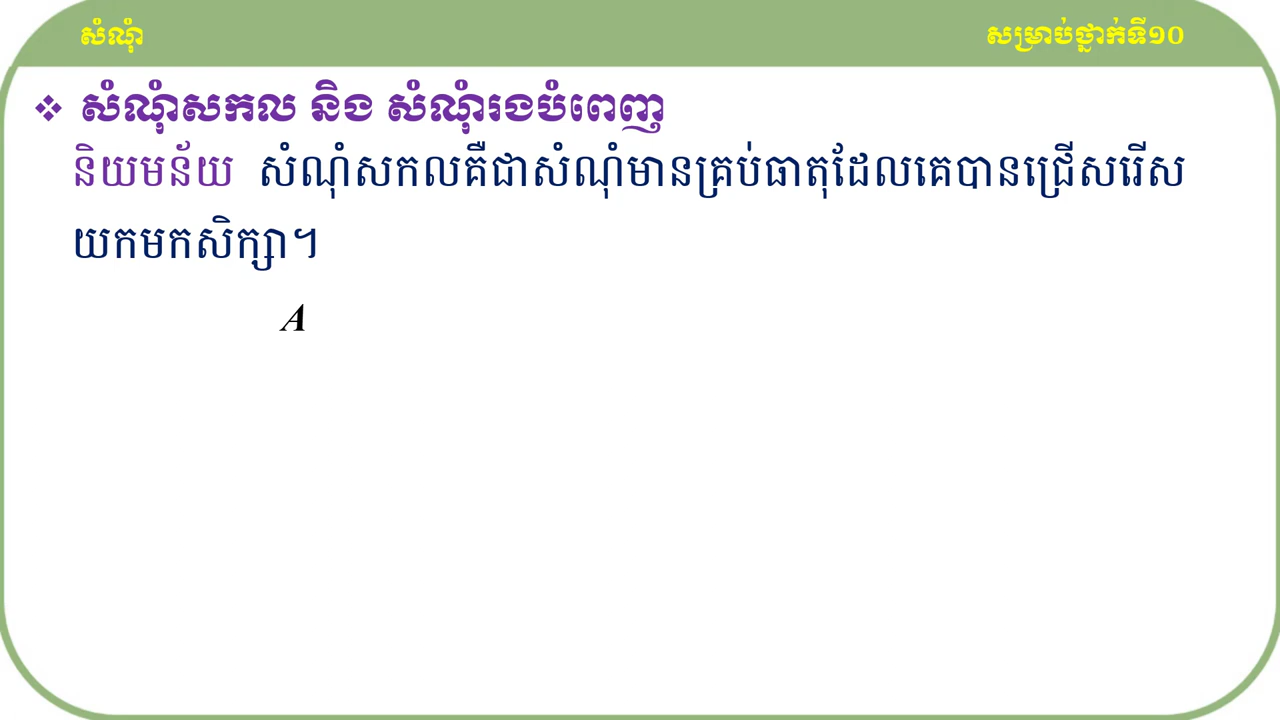 សំណុំ
សម្រាប់ថ្នាក់ទី១០
❖ សំណុំសកល និង សំណុំរងបំពេញ
និយមន័យ សំណុំសកលគឺជាសំណុំមានគ្រប់ធាតុដែលគេបានជ្រើសរើស
យកមកសិក្សា។
A